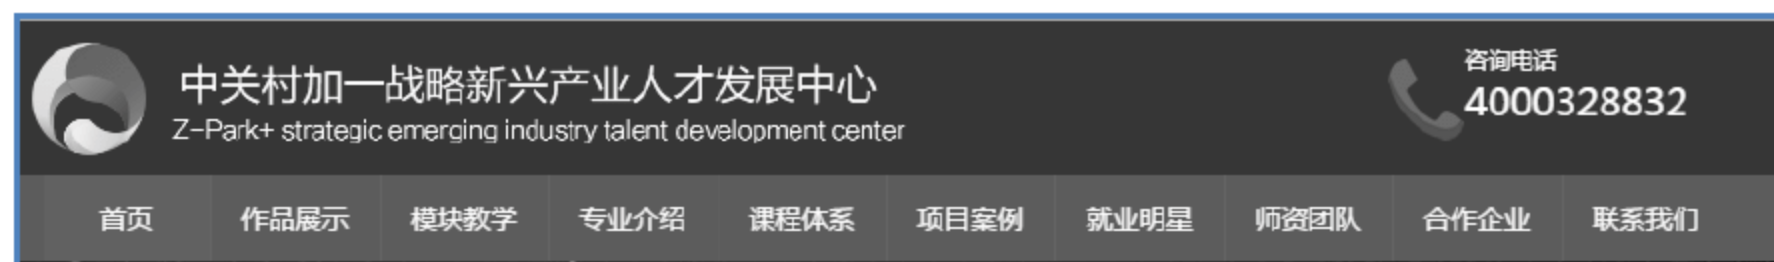 中关村加一战略新兴产业人才发展中心
Z-Park+ strategic emerging industry talent development center
咨询电话
4000328832
首页 作品展示 模块教学 专业介绍 课程体系 项目案例 就业明星 师资团队 合作企业 联系我们